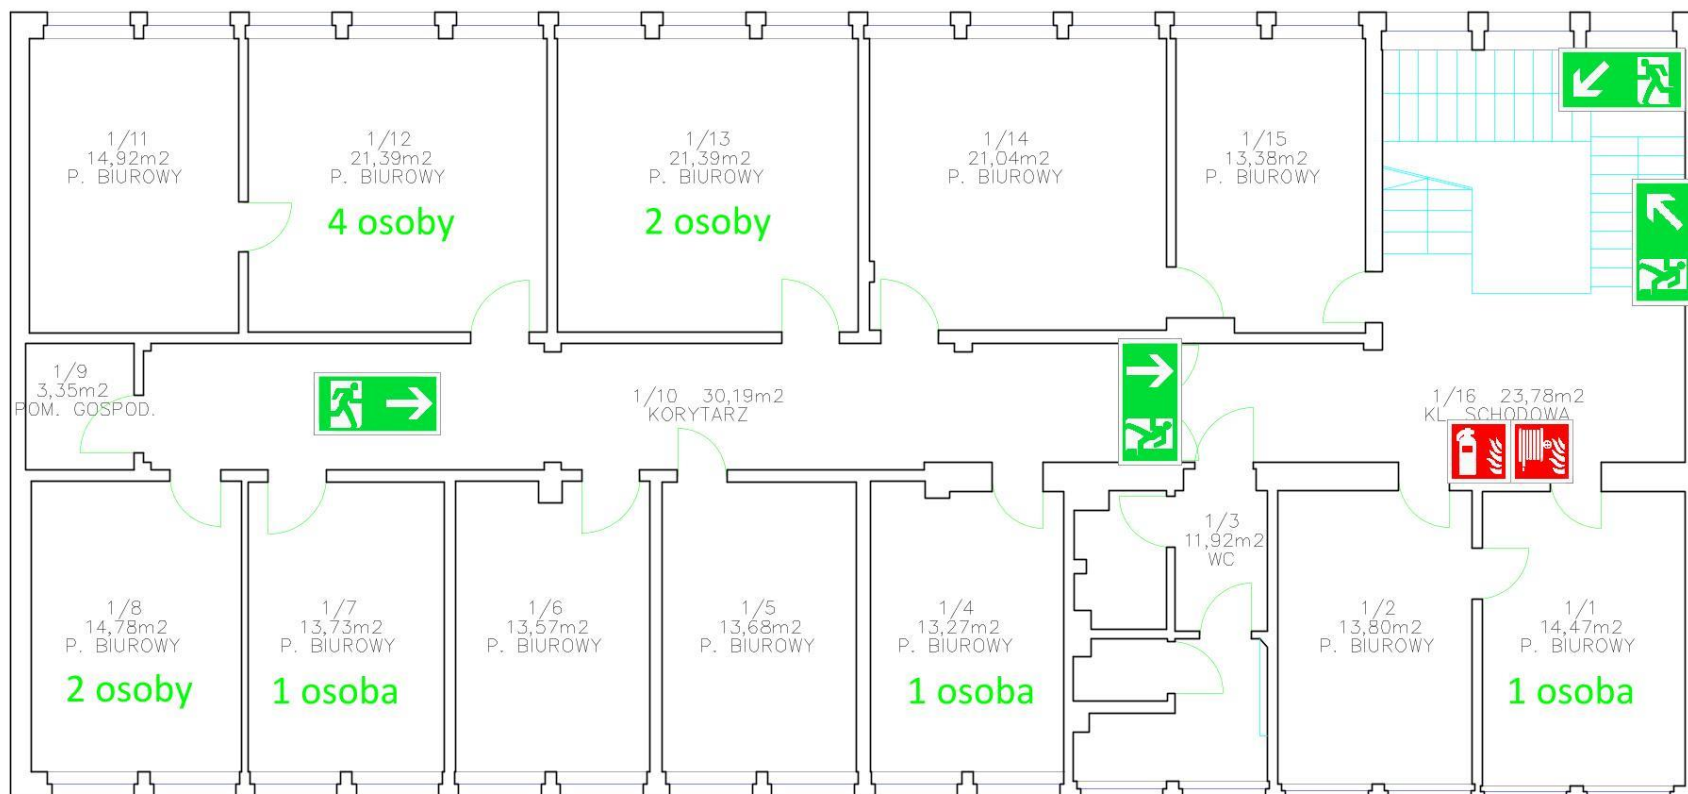 1/11
14,92m2
P. BIUROWY
1/12
21,39m2
P. BIUROWY
4 osoby
1/13
21,39m2
P. BIUROWY
2 osoby
1/14
21,04m2
P. BIUROWY
1/15
13,38m2
P. BIUROWY
1/9
3,35m2
POM. GOSPOD.
1/10 30,19m2
KORYTARZ
1/16 23,78m2
KL. SCHODOWA
1/8
14,78m2
P. BIUROWY
2 osoby
1/7
13,73m2
P. BIUROWY
1 osoba
1/6
13,57m2
P. BIUROWY
1/5
13,68m2
P. BIUROWY
1/4
13,27m2
P. BIUROWY
1 osoba
1/3
11,92m2
WC
1/2
13,80m2
P. BIUROWY
1/1
14,47m2
P. BIUROWY
1 osoba